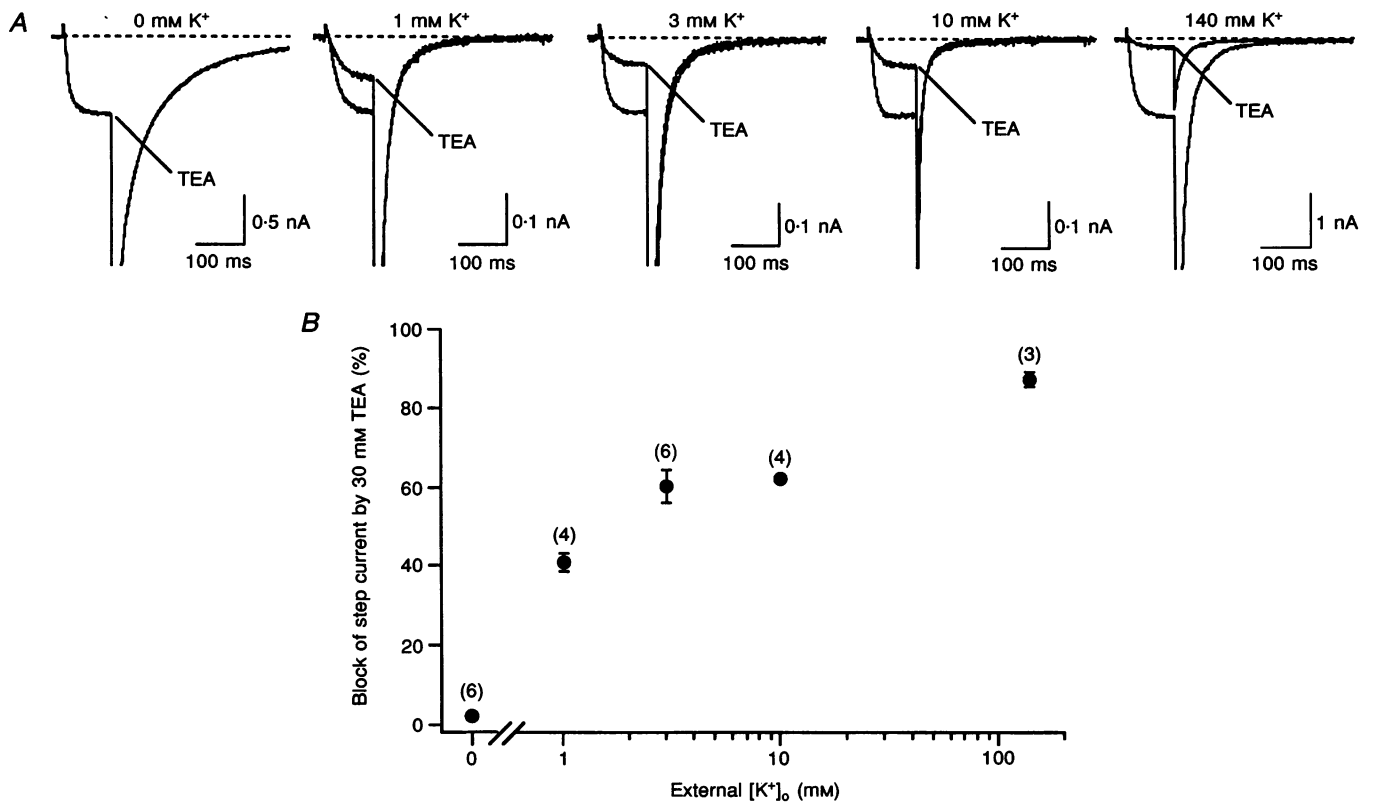 A
0 mM K⁺
1 mM K⁺
3 mM K⁺
10 mM K⁺
140 mM K⁺
TEA
TEA
TEA
TEA
TEA
0·5 nA
100 ms
0·1 nA
100 ms
0·1 nA
100 ms
0·1 nA
100 ms
1 nA
100 ms
B
Block of step current by 30 mM TEA (%)
100
80
60
40
20
0
(6)
(4)
(6)
(4)
(3)
0
1
10
100
External [K⁺]ₒ (mM)